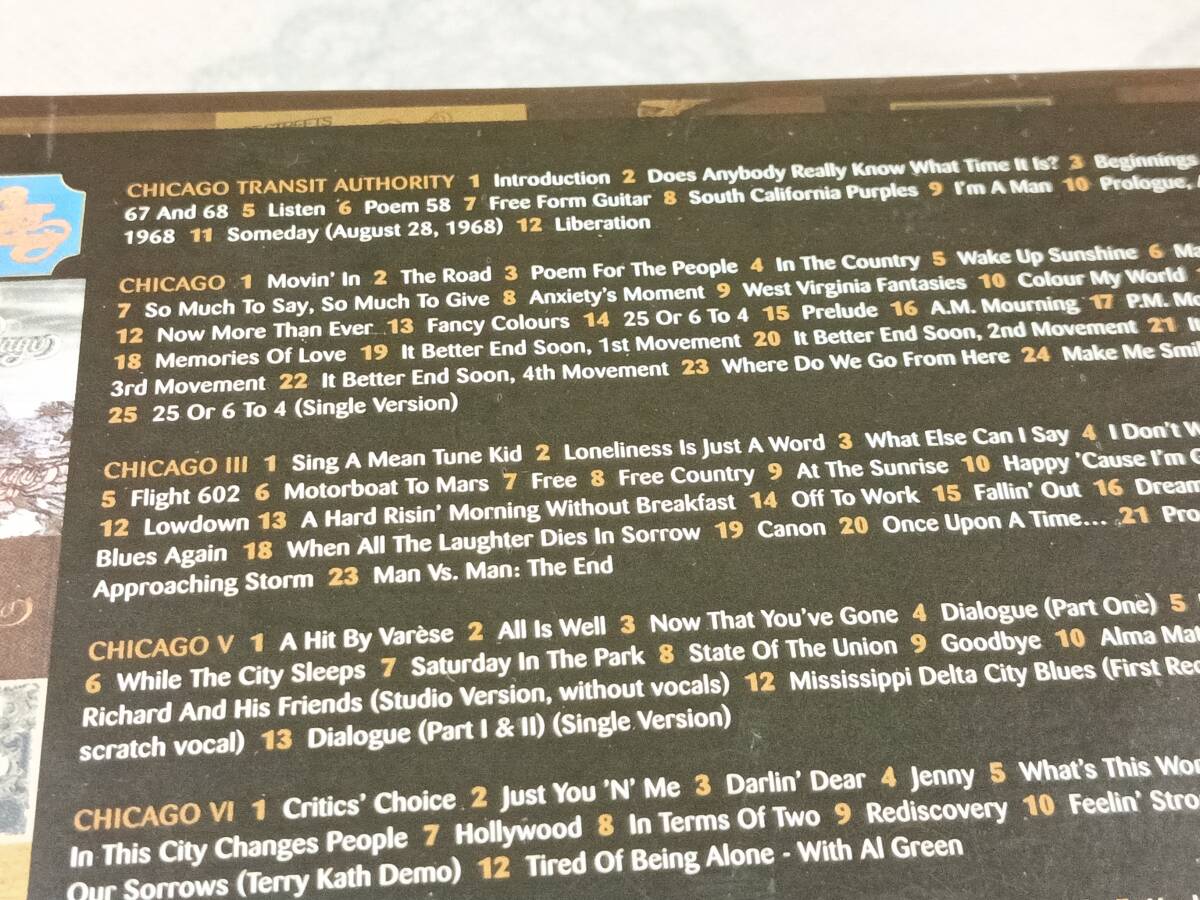 STREETS
CHICAGO TRANSIT AUTHORITY 1 Introduction 2 Does Anybody Really Know What Time It Is? 3 Beginnings
67 And 68 5 Listen 6 Poem 58 7 Free Form Guitar 8 South California Purples 9 I'm A Man 10 Prologue,
1968 11 Someday (August 28, 1968) 12 Liberation
CHICAGO 1 Movin' In 2 The Road 3 Poem For The People 4 In The Country 5 Wake Up Sunshine 6 Ma
7 So Much To Say, So Much To Give 8 Anxiety's Moment 9 West Virginia Fantasies 10 Colour My World
12 Now More Than Ever 13 Fancy Colours 14 25 Or 6 To 4 15 Prelude 16 A.M. Mourning 17 P.M. Mo
18 Memories Of Love 19 It Better End Soon, 1st Movement 20 It Better End Soon, 2nd Movement 21
3rd Movement 22 It Better End Soon, 4th Movement 23 Where Do We Go From Here 24 Make Me Smil
25 25 Or 6 To 4 (Single Version)
CHICAGO III 1 Sing A Mean Tune Kid 2 Loneliness Is Just A Word 3 What Else Can I Say 4 I Don't W
5 Flight 602 6 Motorboat To Mars 7 Free 8 Free Country 9 At The Sunrise 10 Happy 'Cause I'm G
12 Lowdown 13 A Hard Risin' Morning Without Breakfast 14 Off To Work 15 Fallin' Out 16 Dream
Blues Again 18 When All The Laughter Dies In Sorrow 19 Canon 20 Once Upon A Time... 21 Pro
Approaching Storm 23 Man Vs. Man: The End
CHICAGO V 1 A Hit By Varèse 2 All Is Well 3 Now That You've Gone 4 Dialogue (Part One) 5
6 While The City Sleeps 7 Saturday In The Park 8 State Of The Union 9 Goodbye 10 Alma Mat
Richard And His Friends (Studio Version, without vocals) 12 Mississippi Delta City Blues (First Rec
scratch vocal) 13 Dialogue (Part I & II) (Single Version)
CHICAGO VI 1 Critics' Choice 2 Just You 'N' Me 3 Darlin' Dear 4 Jenny 5 What's This Wor
In This City Changes People 7 Hollywood 8 In Terms Of Two 9 Rediscovery 10 Feelin' Stro
Our Sorrows (Terry Kath Demo) 12 Tired Of Being Alone - With Al Green